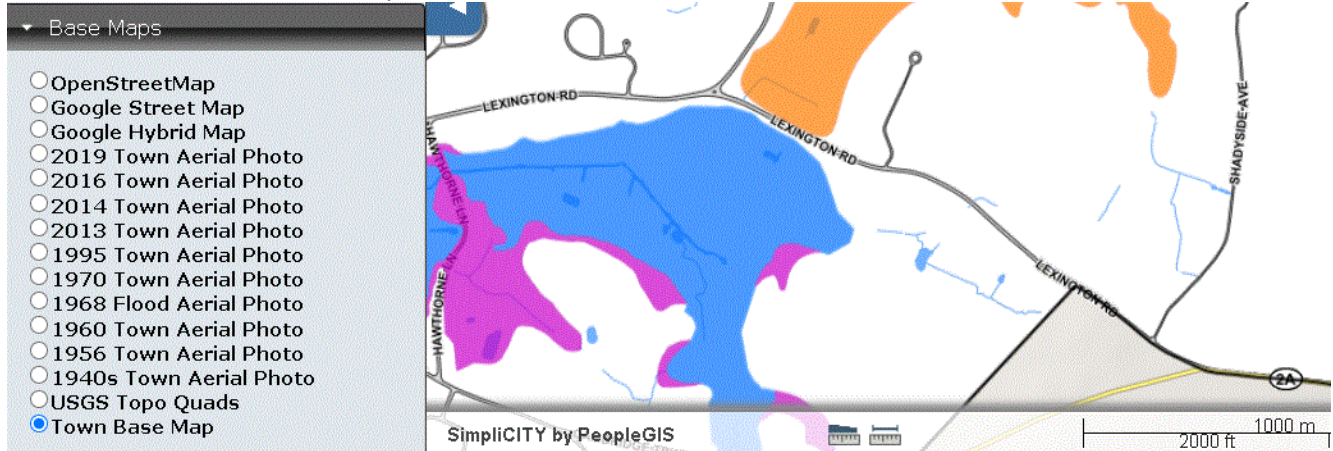 Base Maps
OpenStreetMap
Google Street Map
Google Hybrid Map
2019 Town Aerial Photo
2016 Town Aerial Photo
2014 Town Aerial Photo
2013 Town Aerial Photo
1995 Town Aerial Photo
1970 Town Aerial Photo
1968 Flood Aerial Photo
1960 Town Aerial Photo
1956 Town Aerial Photo
1940s Town Aerial Photo
USGS Topo Quads
Town Base Map
LEXINGTON RD
LEXINGTON RD
SHADYSIDE AVE
HAWTHORNE LN
HAWTHORNE LN
LEXINGTON RD
2A
SimpliCITY by PeopleGIS
1000 m
2000 ft